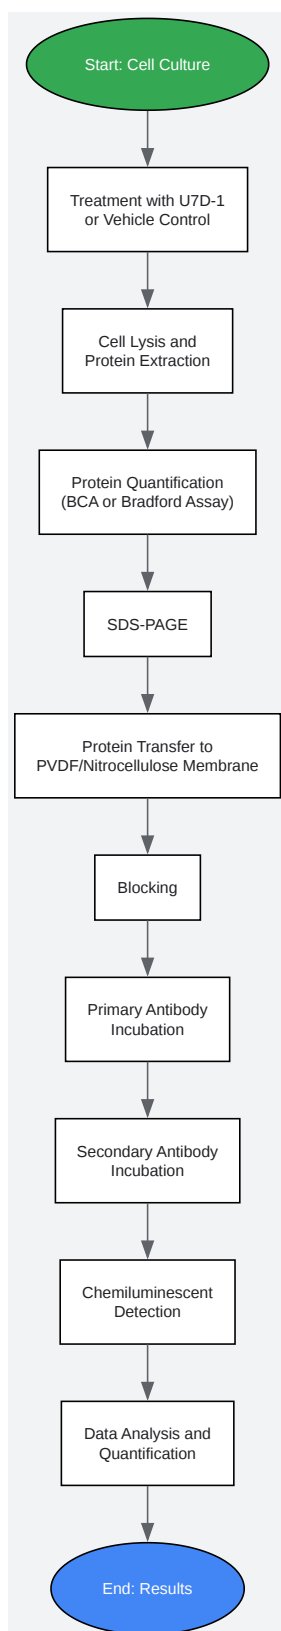 Start: Cell Culture
Treatment with U7D-1
or Vehicle Control
Cell Lysis and
Protein Extraction
Protein Quantification
(BCA or Bradford Assay)
SDS-PAGE
Protein Transfer to
PVDF/Nitrocellulose Membrane
Blocking
Primary Antibody
Incubation
Secondary Antibody
Incubation
Chemiluminescent
Detection
Data Analysis and
Quantification
End: Results